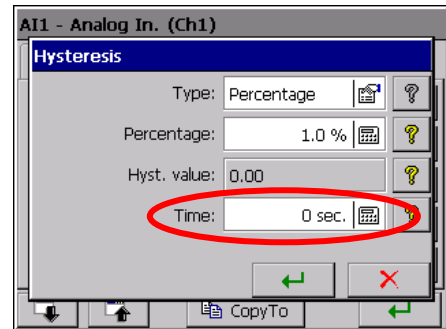 AI1 - Analog In. (Ch1)
Hysteresis
Type: Percentage
Percentage: 1.0 %
Hyst. value: 0.00
Time: 0 sec.
CopyTo